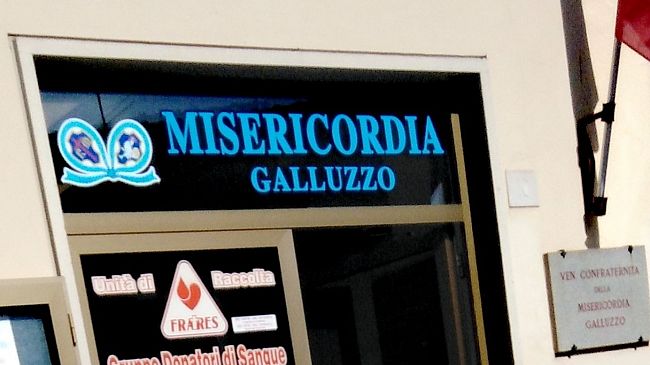 MISERICORDIA
GALLUZZO
Unità di Raccolta
FRATRES
Gruppo Donatori di Sangue
VEN. CONFRATERNITA
DELLA
MISERICORDIA
GALLUZZO